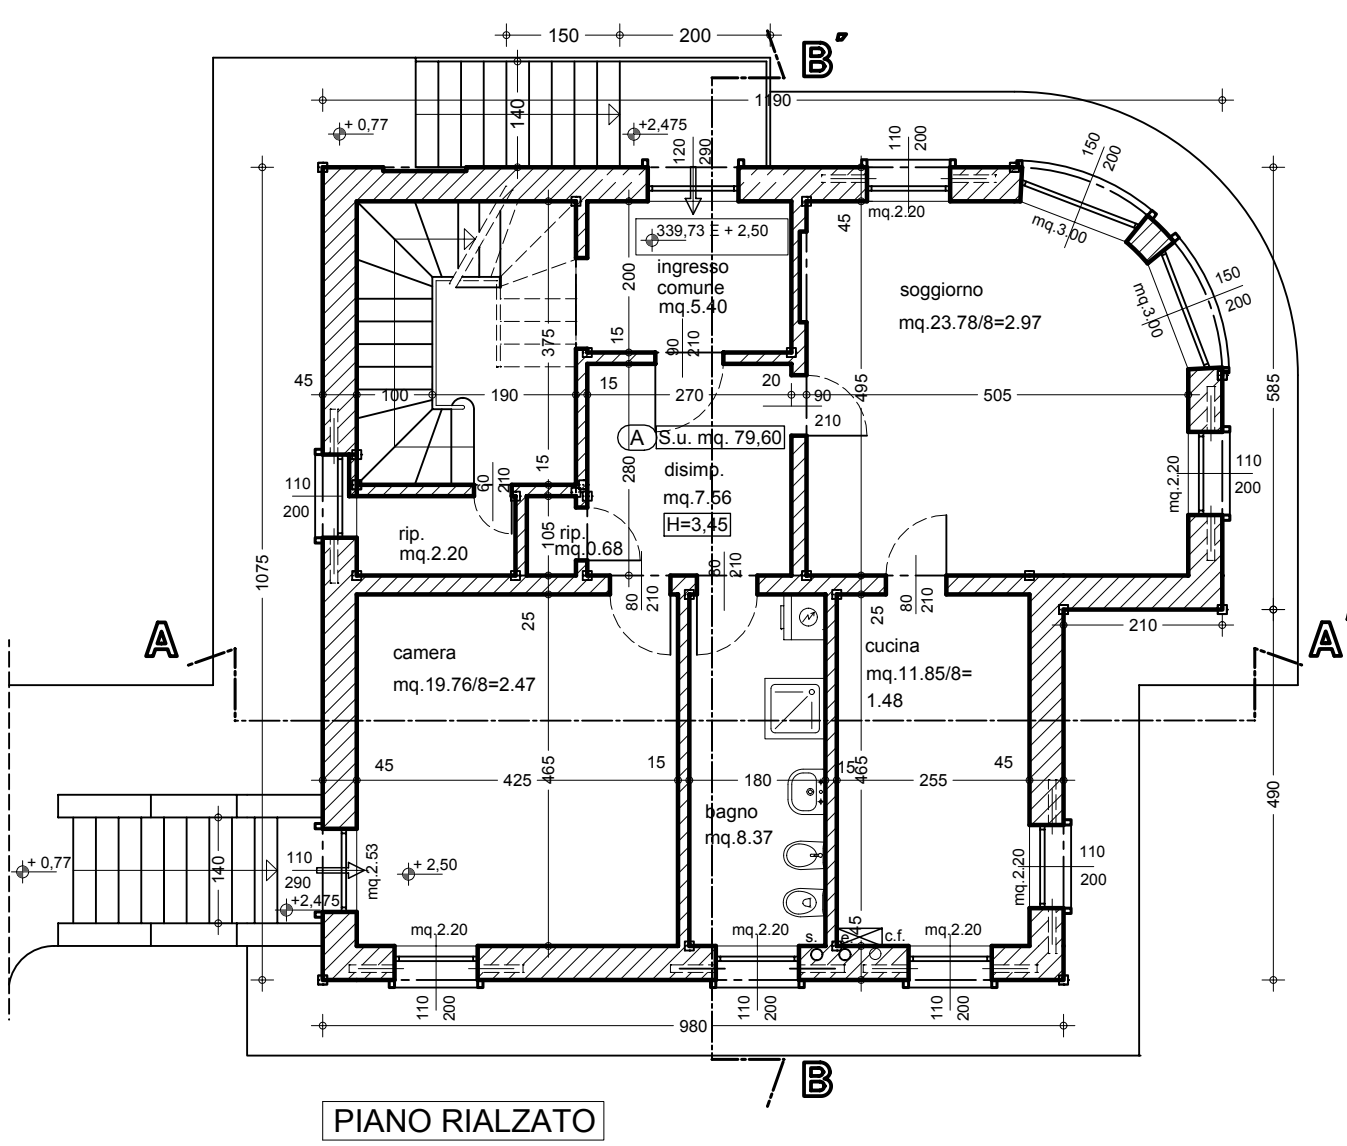 150
200
B´
1190
140
+ 0,77
+2,475
120
290
110
200
150
200
mq.2.20
mq.3.00
45
339,73 E + 2,50
ingresso
comune
mq.5.40
200
15
375
90
210
soggiorno
mq.23.78/8=2.97
150
200
mq.3.00
45
100
190
15
270
20
90
210
495
505
585
A
S.u. mq. 79,60
disimp.
mq.7.56
H=3,45
280
15
60
210
110
200
mq.2.20
110
200
rip.
mq.2.20
105
rip.
mq.0.68
1075
80
210
80
210
80
210
25
25
210
A
A´
camera
mq.19.76/8=2.47
cucina
mq.11.85/8=
1.48
45
425
465
15
180
15
465
255
45
490
bagno
mq.8.37
+ 0,77
140
110
290
+2,475
mq.2.53
+ 2,50
mq.2.20
110
200
mq.2.20
mq.2.20
s.
45
c.f.
mq.2.20
110
200
110
200
110
200
980
B
PIANO RIALZATO